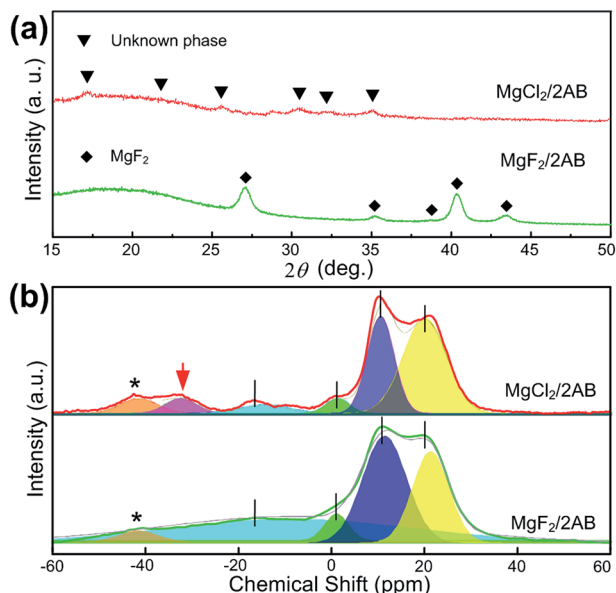 (a)
Unknown phase
MgCl₂/2AB
MgF₂
MgF₂/2AB
Intensity (a. u.)
15 20 25 30 35 40 45 50
2θ (deg.)
(b)
*
MgCl₂/2AB
*
MgF₂/2AB
Intensity (a.u.)
-60 -40 -20 0 20 40 60
Chemical Shift (ppm)